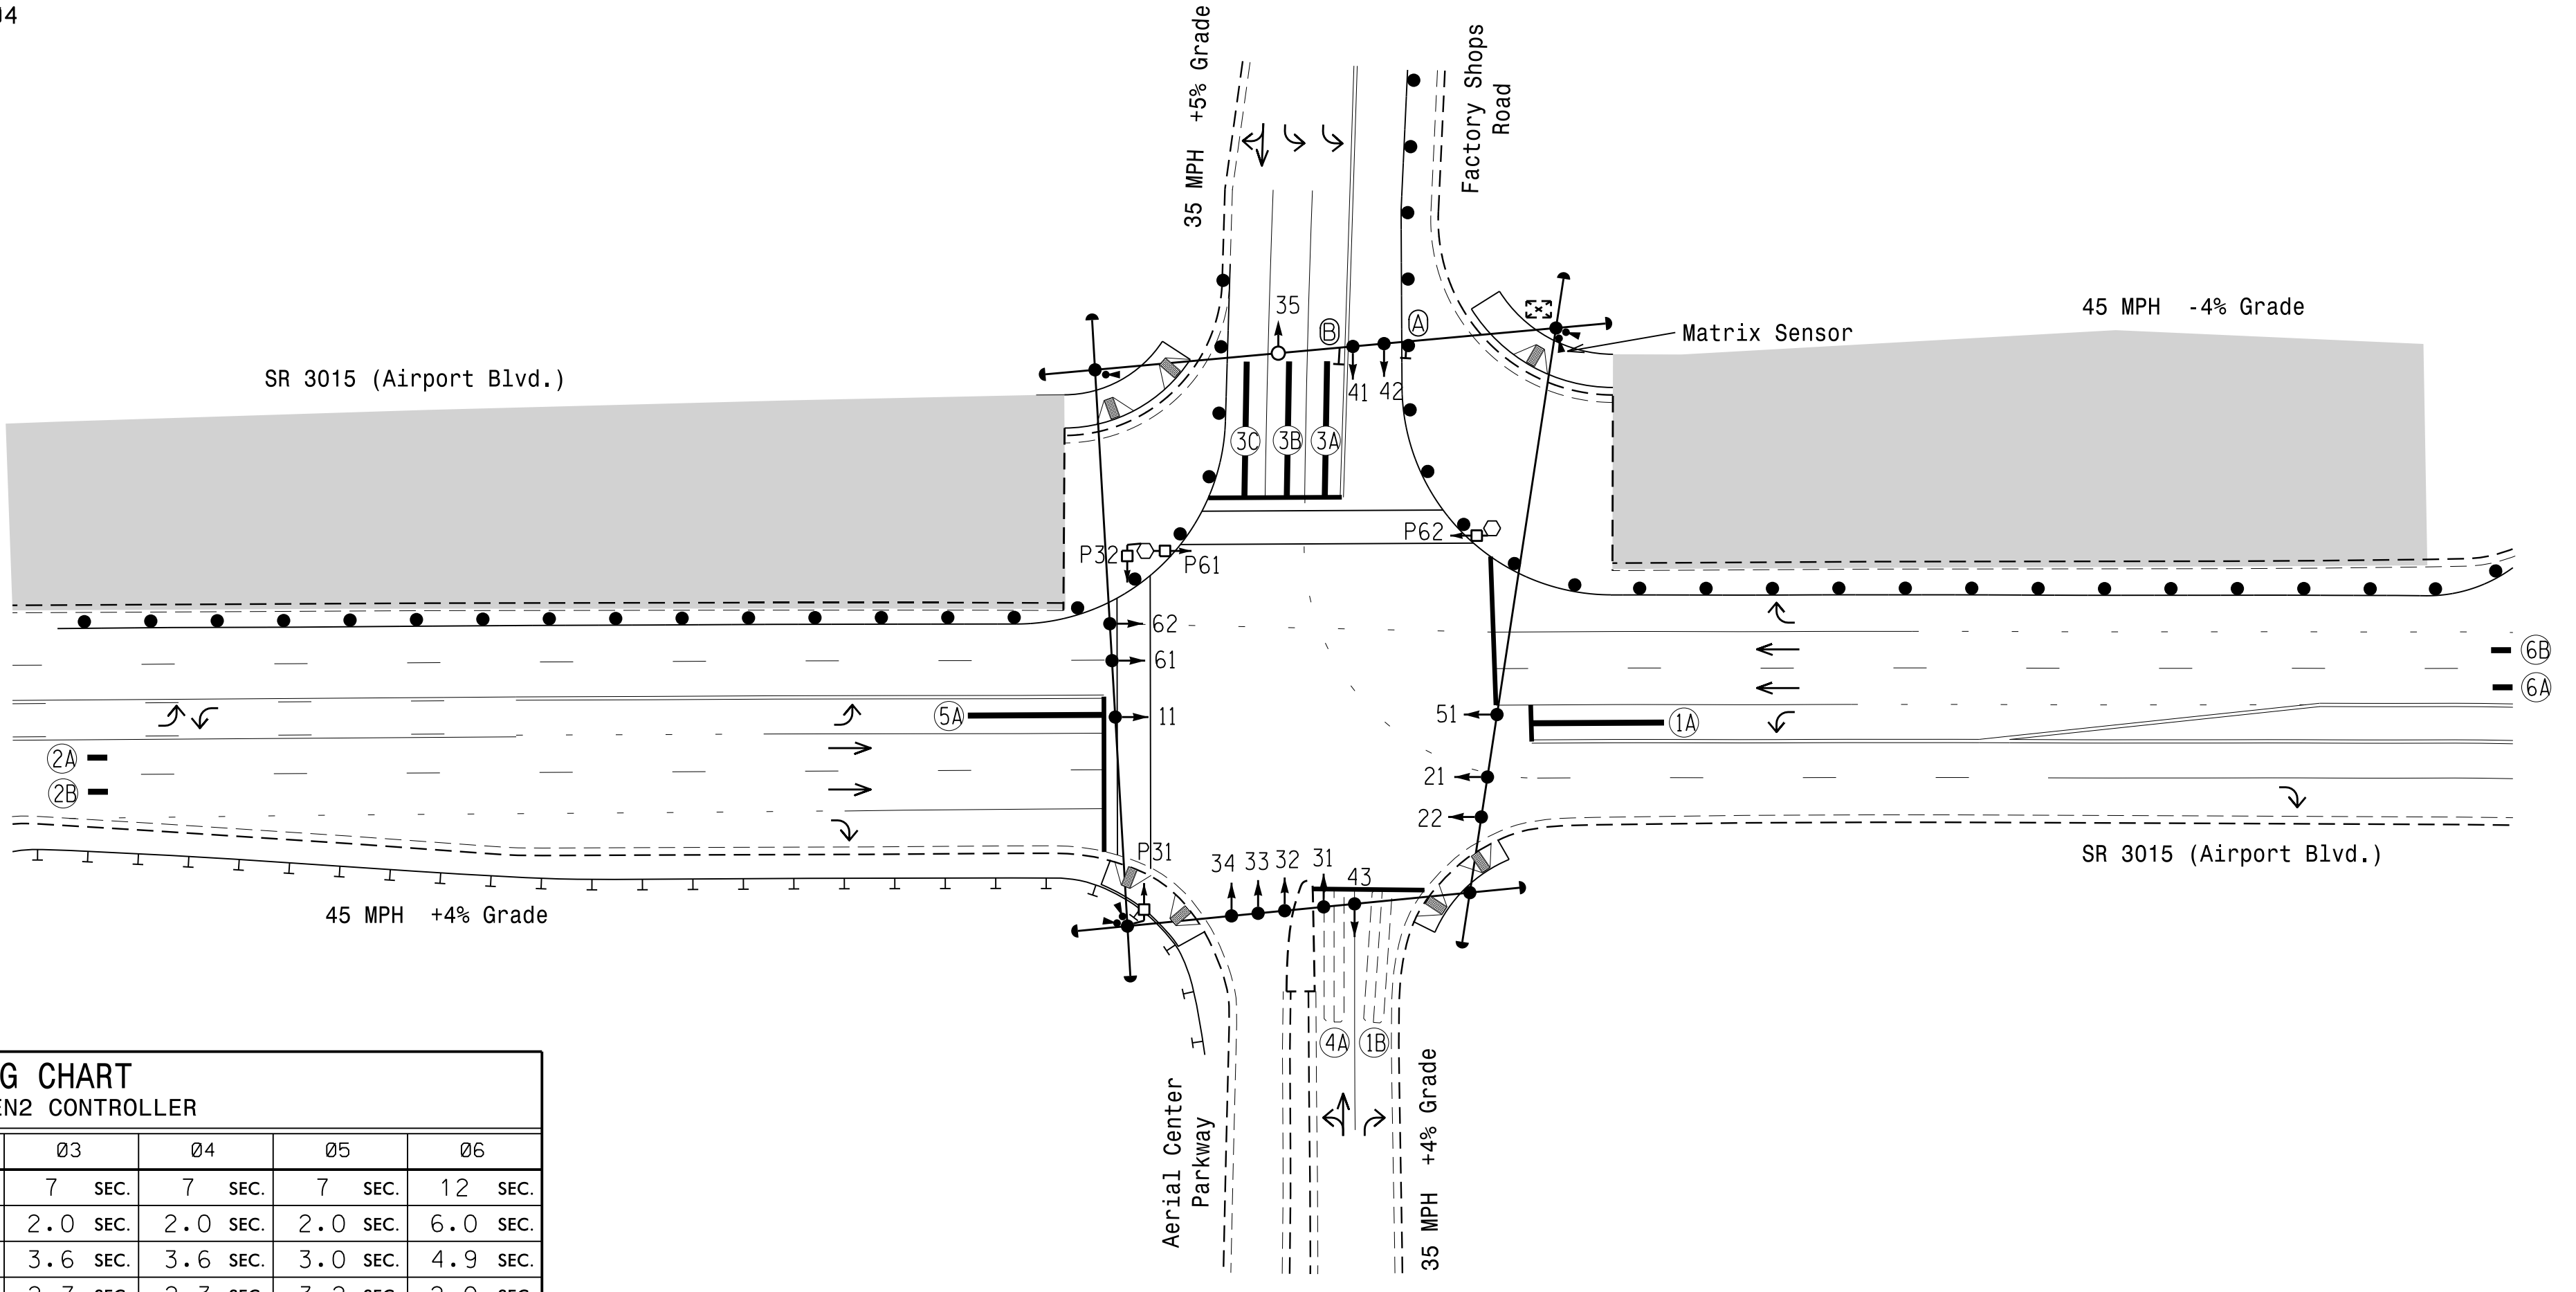 04
35 MPH +5% Grade
Factory Shops
Road
45 MPH -4% Grade
Matrix Sensor
SR 3015 (Airport Blvd.)
35
B
A
41
42
3C
3B
3A
P32
P61
P62
62
61
11
5A
51
1A
6B
6A
2A
2B
21
22
P31
34
33
32
31
43
SR 3015 (Airport Blvd.)
45 MPH +4% Grade
4A
1B
Aerial Center
Parkway
35 MPH +4% Grade
G CHART
EN2 CONTROLLER
Ø3 Ø4 Ø5 Ø6
7 SEC. 7 SEC. 7 SEC. 12 SEC.
2.0 SEC. 2.0 SEC. 2.0 SEC. 6.0 SEC.
3.6 SEC. 3.6 SEC. 3.0 SEC. 4.9 SEC.